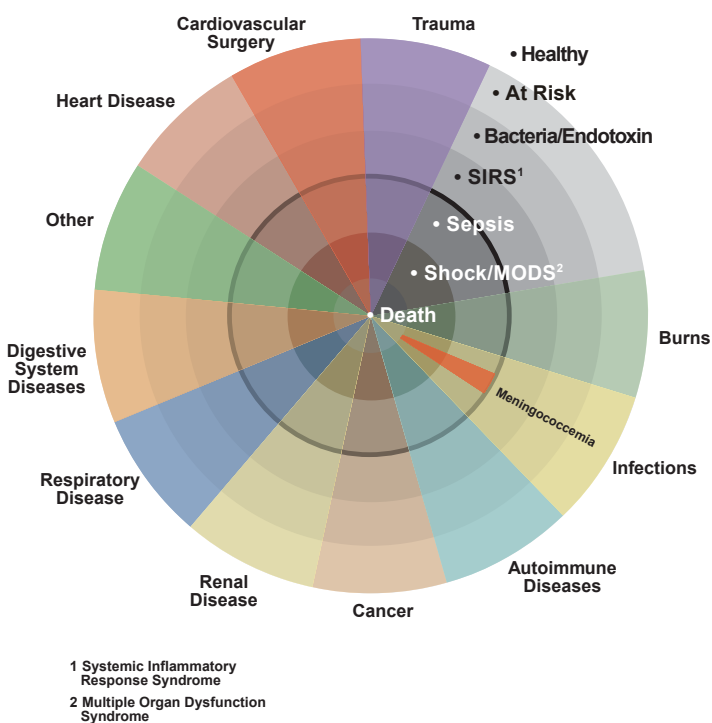 Cardiovascular
Surgery
Trauma
• Healthy
Heart Disease
• At Risk
• Bacteria/Endotoxin
• SIRS¹
Other
• Sepsis
• Shock/MODS²
• Death
Burns
Digestive
System
Diseases
Meningococcemia
Infections
Respiratory
Disease
Autoimmune
Diseases
Renal
Disease
Cancer
1 Systemic Inflammatory
Response Syndrome
2 Multiple Organ Dysfunction
Syndrome